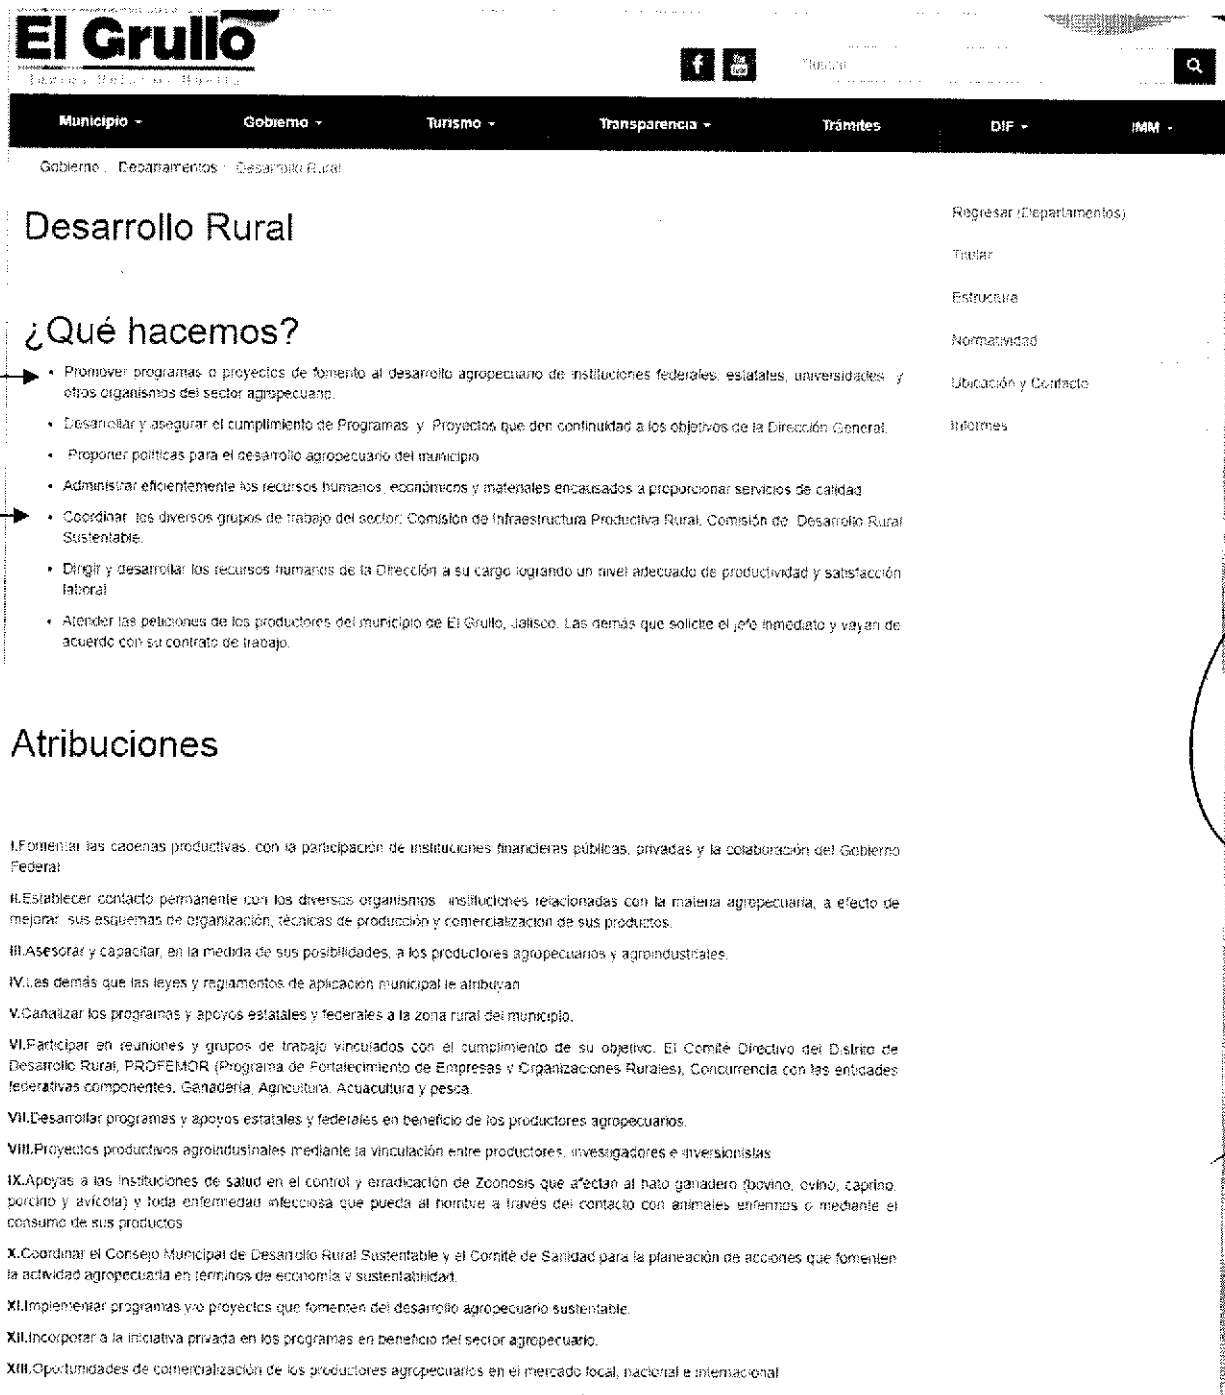 El Grullo
Buscar
Municipio
Gobierno
Turismo
Transparencia
Trámites
DIF
IMM
Gobierno Departamentos Desarrollo Rural
Desarrollo Rural
Regresar (Departamentos)
Titular
Estructura
Normatividad
Ubicación y Contacto
Informes
¿Qué hacemos?
• Promover programas o proyectos de fomento al desarrollo agropecuario de instituciones federales, estatales, universidades y
otros organismos del sector agropecuario.
• Desarrollar y asegurar el cumplimiento de Programas y Proyectos que den continuidad a los objetivos de la Dirección General.
• Proponer políticas para el desarrollo agropecuario del municipio
• Administrar eficientemente los recursos humanos, económicos y materiales encausados a proporcionar servicios de calidad
• Coordinar los diversos grupos de trabajo del sector: Comisión de Infraestructura Productiva Rural, Comisión de Desarrollo Rural
Sustentable.
• Dirigir y desarrollar los recursos humanos de la Dirección a su cargo logrando un nivel adecuado de productividad y satisfacción
laboral
• Atender las peticiones de los productores del municipio de El Grullo, Jalisco. Las demás que solicite el jefe inmediato y vayan de
acuerdo con su contrato de trabajo.
Atribuciones
I.Fomentar las cadenas productivas, con la participación de instituciones financieras públicas, privadas y la colaboración del Gobierno
Federal
II.Establecer contacto permanente con los diversos organismos instituciones relacionadas con la materia agropecuaria, a efecto de
mejorar sus esquemas de organización, técnicas de producción y comercialización de sus productos.
III.Asesorar y capacitar, en la medida de sus posibilidades, a los productores agropecuarios y agroindustriales.
IV.Las demás que las leyes y reglamentos de aplicación municipal le atribuyan
V.Canalizar los programas y apoyos estatales y federales a la zona rural del municipio.
VI.Participar en reuniones y grupos de trabajo vinculados con el cumplimiento de su objetivo. El Comité Directivo del Distrito de
Desarrollo Rural, PROFEMOR (Programa de Fortalecimiento de Empresas y Organizaciones Rurales), Concurrencia con las entidades
federativas componentes, Ganadería, Agricultura, Acuacultura y pesca.
VII.Desarrollar programas y apoyos estatales y federales en beneficio de los productores agropecuarios.
VIII.Proyectos productivos agroindustriales mediante la vinculación entre productores, investigadores e inversionistas
IX.Apoyas a las instituciones de salud en el control y erradicación de Zoonosis que afectan al hato ganadero (bovino, ovino, caprino,
porcino y avícola) y toda enfermedad infecciosa que pueda al hombre a través del contacto con animales enfermos o mediante el
consumo de sus productos
X.Coordinar el Consejo Municipal de Desarrollo Rural Sustentable y el Comité de Sanidad para la planeación de acciones que fomenten
la actividad agropecuaria en términos de economía y sustentabilidad.
XI.Implementar programas y/o proyectos que fomenten del desarrollo agropecuario sustentable.
XII.Incorporar a la iniciativa privada en los programas en beneficio del sector agropecuario.
XIII.Oportunidades de comercialización de los productores agropecuarios en el mercado local, nacional e internacional